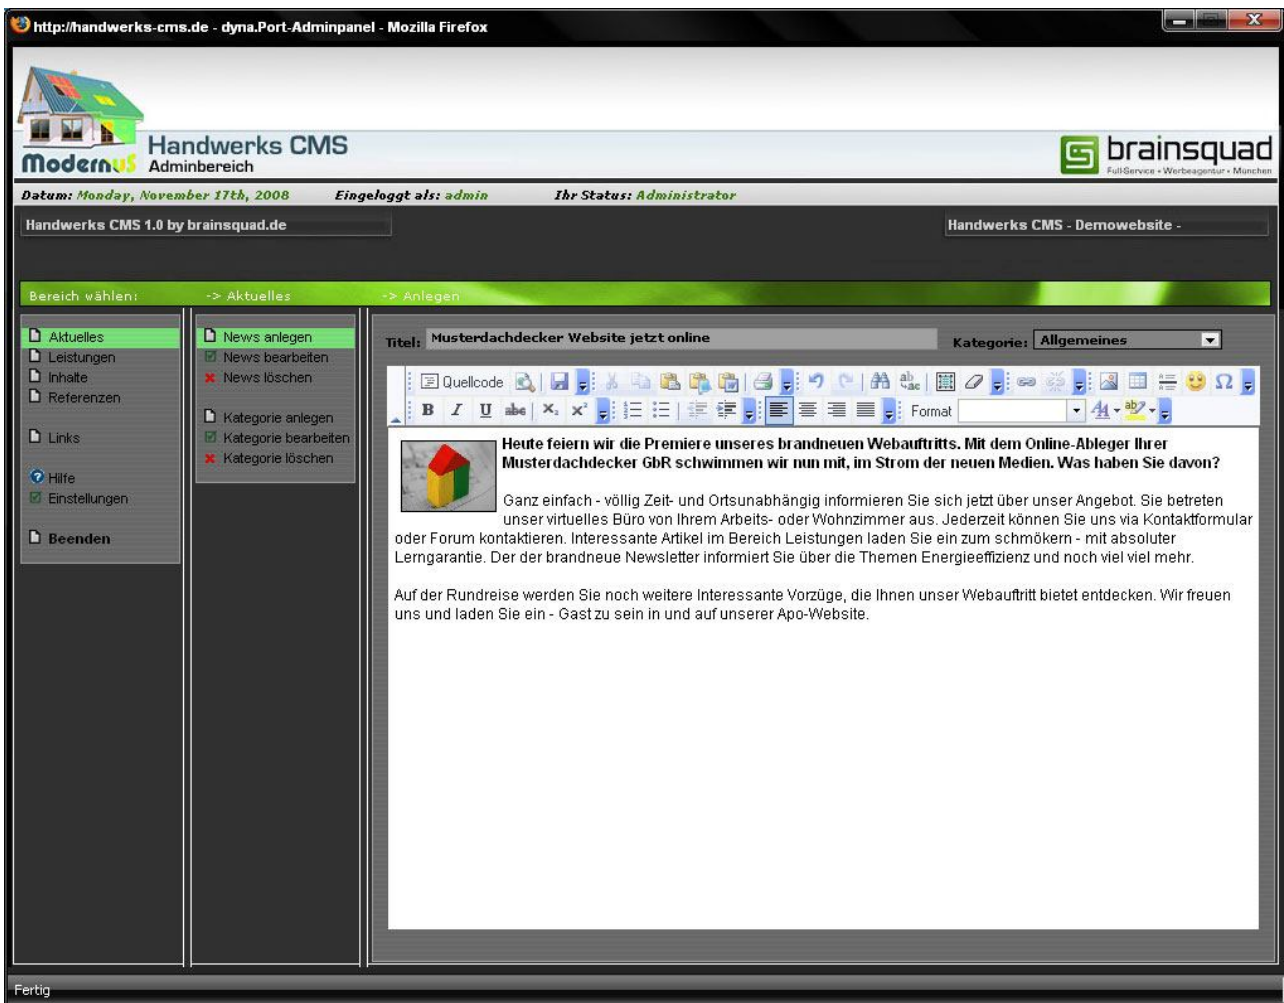 http://handwerks-cms.de - dyna.Port-Adminpanel - Mozilla Firefox
Modernus
Handwerks CMS
Adminbereich
brainsquad
Full-Service • Werbeagentur • München
Datum: Monday, November 17th, 2008 Eingeloggt als: admin Ihr Status: Administrator
Handwerks CMS 1.0 by brainsquad.de
Handwerks CMS - Demowebsite -
Bereich wählen: -> Aktuelles -> Anlegen
Aktuelles
Leistungen
Inhalte
Referenzen
Links
Hilfe
Einstellungen
Beenden
News anlegen
News bearbeiten
News löschen
Kategorie anlegen
Kategorie bearbeiten
Kategorie löschen
Titel: Musterdachdecker Website jetzt online Kategorie: Allgemeines
Quellcode
B I U abc X₂ X² Format
Heute feiern wir die Premiere unseres brandneuen Webauftritts. Mit dem Online-Ableger Ihrer
Musterdachdecker GbR schwimmen wir nun mit, im Strom der neuen Medien. Was haben Sie davon?
Ganz einfach - völlig Zeit- und Ortsunabhängig informieren Sie sich jetzt über unser Angebot. Sie betreten
unser virtuelles Büro von Ihrem Arbeits- oder Wohnzimmer aus. Jederzeit können Sie uns via Kontaktformular
oder Forum kontaktieren. Interessante Artikel im Bereich Leistungen laden Sie ein zum schmökern - mit absoluter
Lerngarantie. Der der brandneue Newsletter informiert Sie über die Themen Energieeffizienz und noch viel viel mehr.
Auf der Rundreise werden Sie noch weitere Interessante Vorzüge, die Ihnen unser Webauftritt bietet entdecken. Wir freuen
uns und laden Sie ein - Gast zu sein in und auf unserer Apo-Website.
Fertig